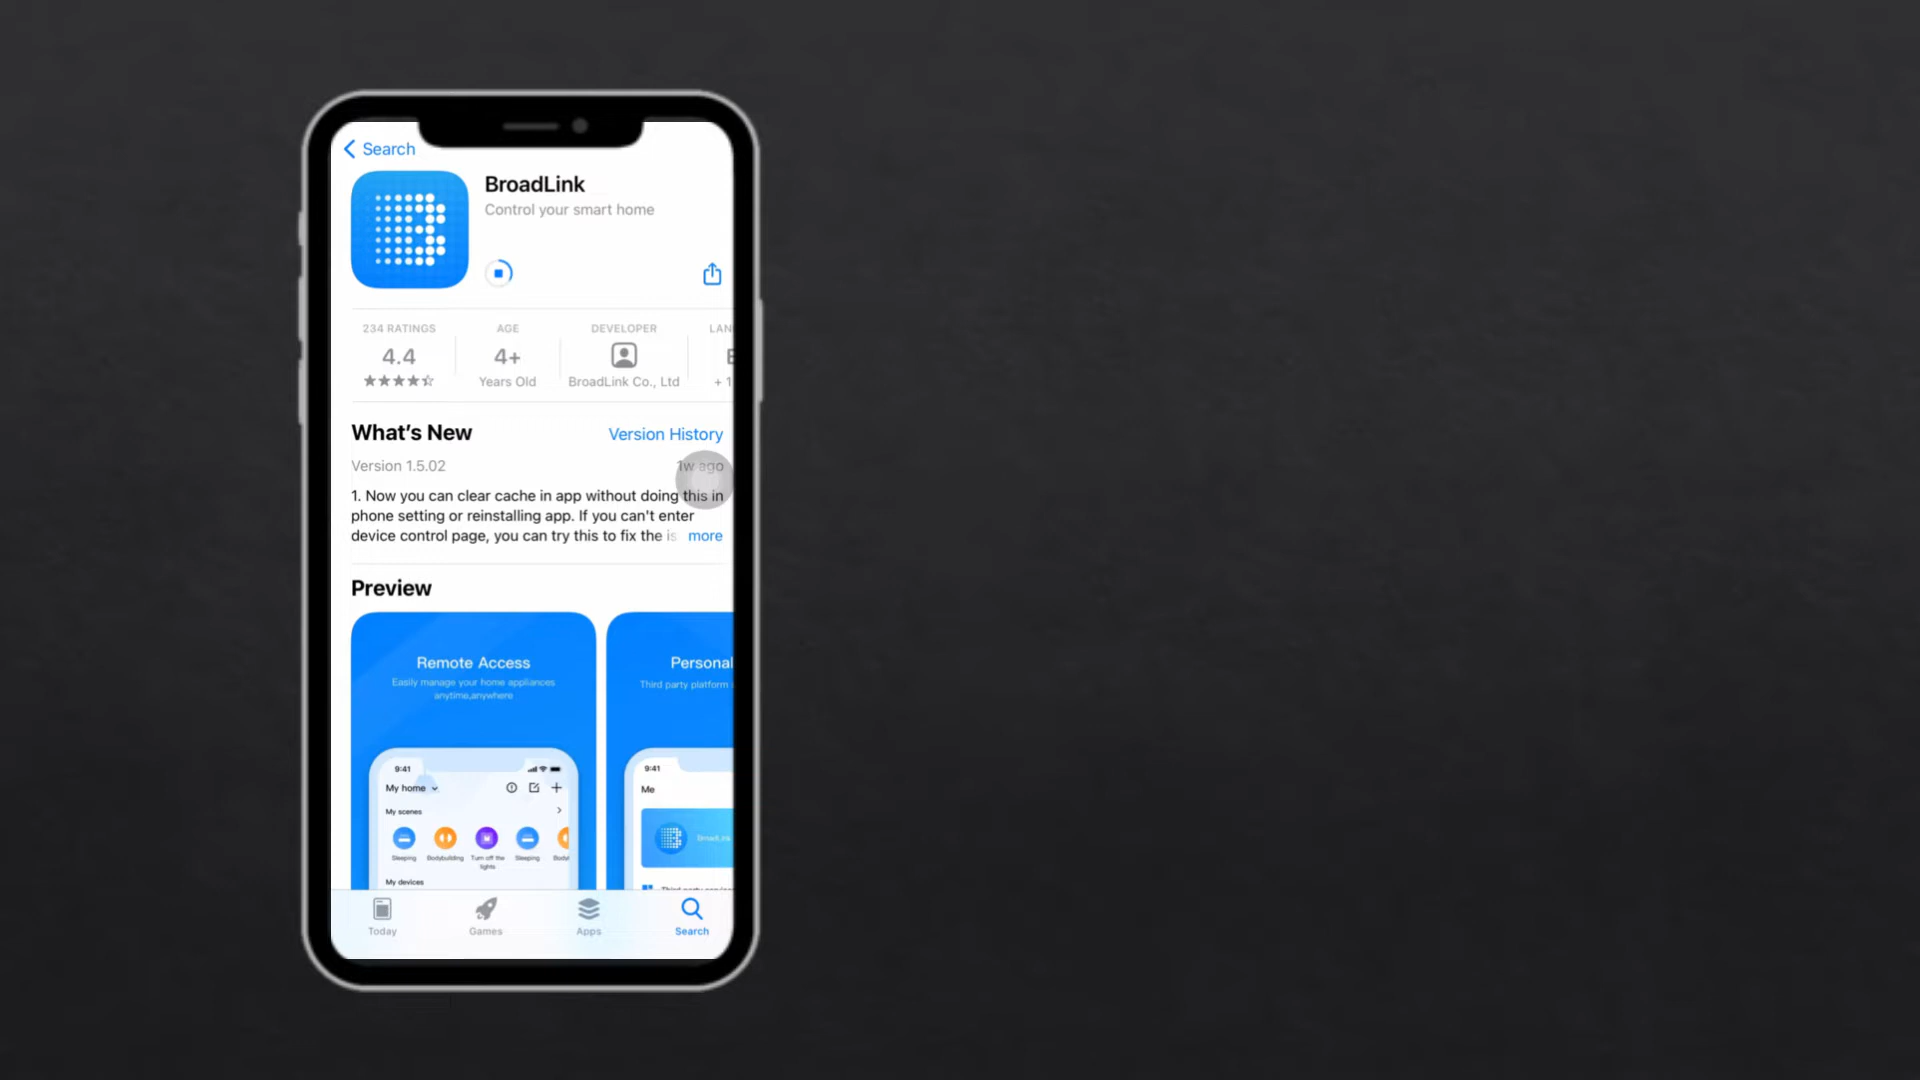 Search
BroadLink
Control your smart home
234 RATINGS
AGE
DEVELOPER
4.4
4+
Years Old
BroadLink Co., Ltd
+ 1
What's New
Version History
Version 1.5.02
1w ago
1. Now you can clear cache in app without doing this in
phone setting or reinstalling app. If you can't enter
device control page, you can try this to fix the is more
Preview
Remote Access
Easily manage your home appliances
anytime,anywhere
Personal
Third party platform
9:41
My home
My scenes
Sleeping
Bodybuilding
Turn off the
lights
Sleeping
My devices
9:41
Me
BroadLink
Today
Games
Apps
Search